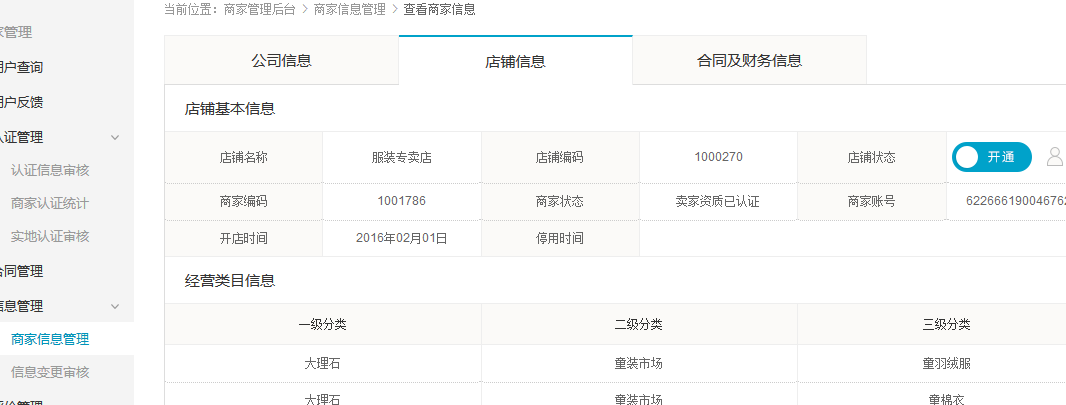 当前位置: 商家管理后台 > 商家信息管理 > 查看商家信息
家管理
用户查询
用户反馈
认证管理
认证信息审核
商家认证统计
实地认证审核
合同管理
信息管理
商家信息管理
信息变更审核
公司信息 店铺信息 合同及财务信息
店铺基本信息
店铺名称 服装专卖店 店铺编码 1000270 店铺状态 开通
商家编码 1001786 商家状态 卖家资质已认证 商家账号 62266619004676
开店时间 2016年02月01日 停用时间
经营类目信息
一级分类 二级分类 三级分类
大理石 童装市场 童羽绒服
大理石 童装市场 童棉衣